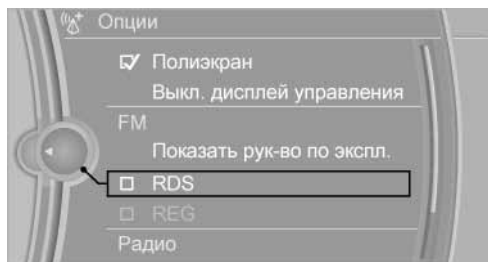 Опции
Полиэкран
Выкл. дисплей управления
FM
Показать рук-во по экспл.
RDS
REG
Радио